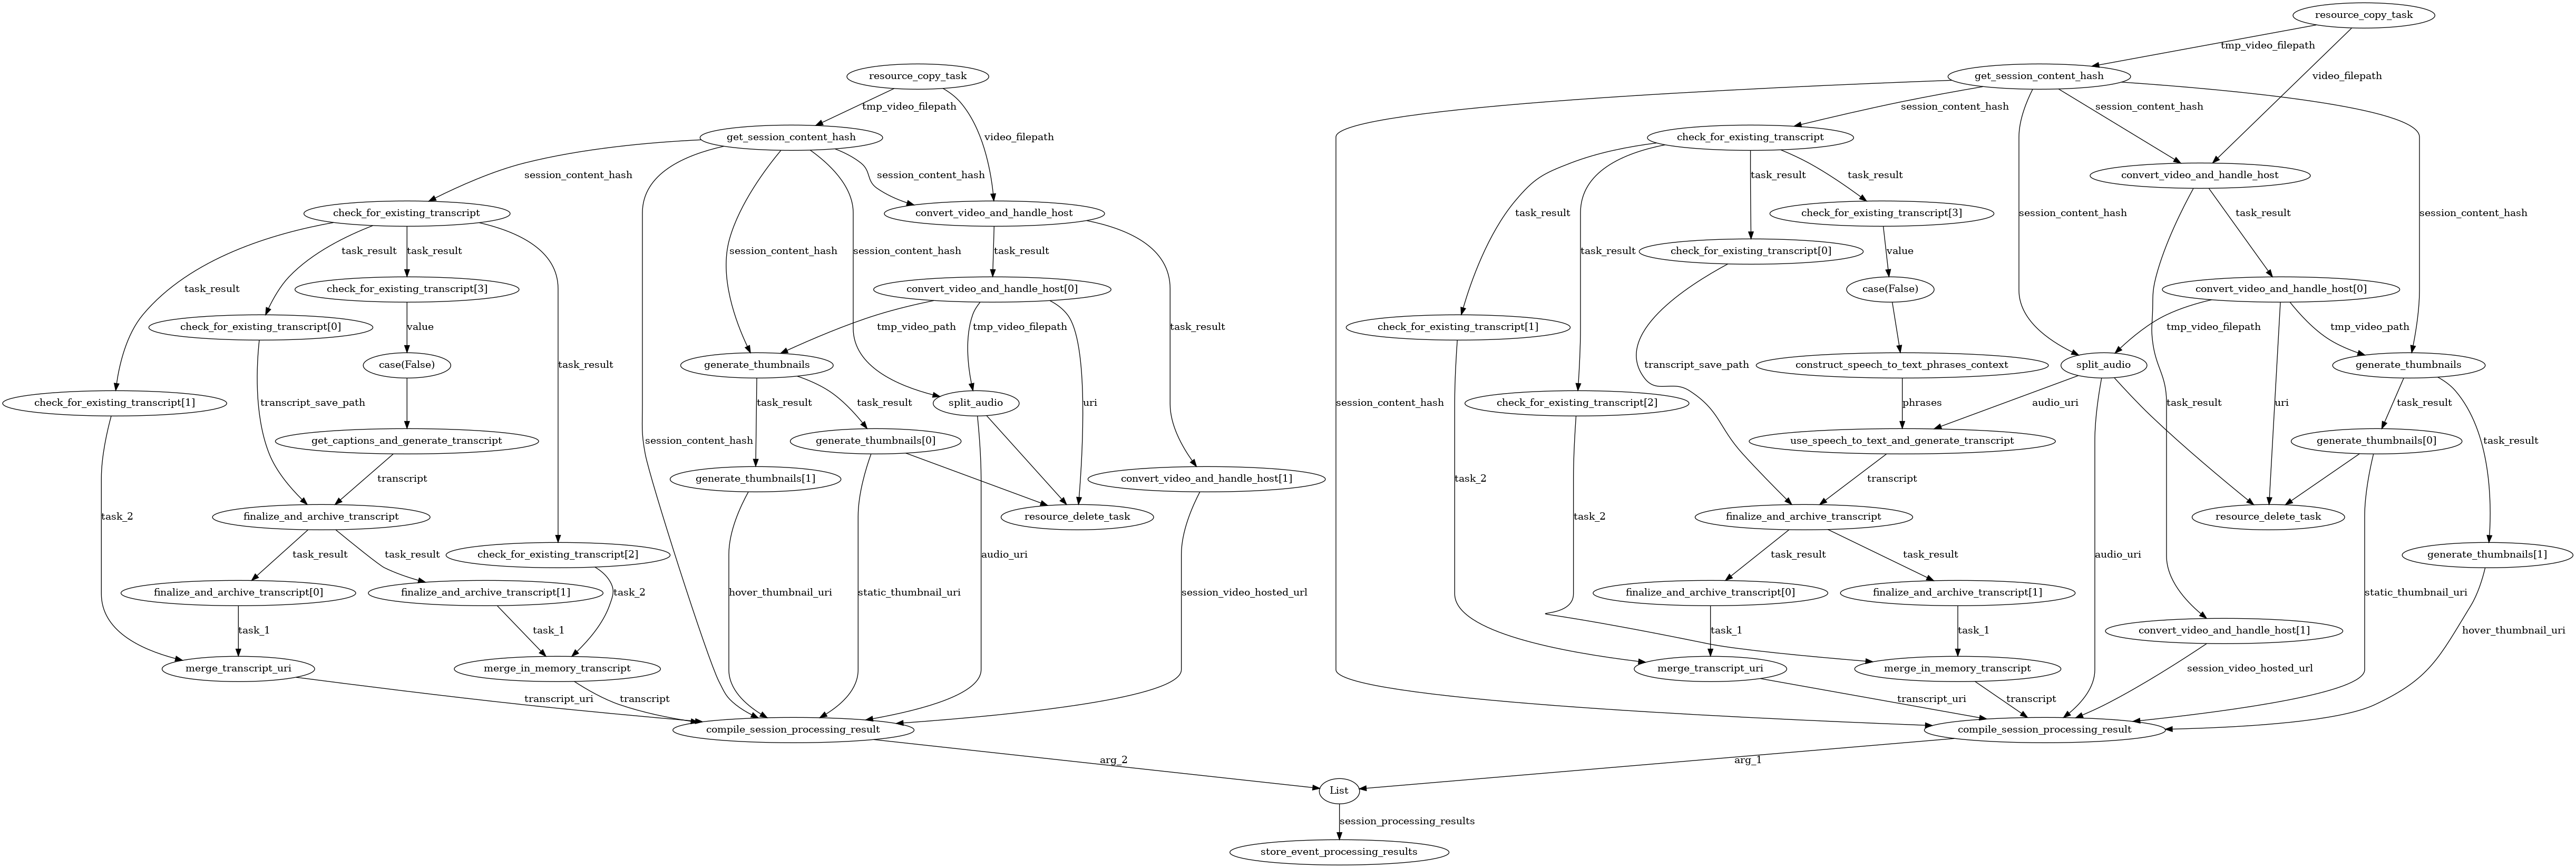 resource_copy_task
tmp_video_filepath
video_filepath
get_session_content_hash
session_content_hash
session_content_hash
check_for_existing_transcript
convert_video_and_handle_host
task_result
task_result
task_result
session_content_hash
session_content_hash
task_result
check_for_existing_transcript[3]
convert_video_and_handle_host[0]
check_for_existing_transcript[0]
value
tmp_video_path
tmp_video_filepath
task_result
case(False)
task_result
generate_thumbnails
check_for_existing_transcript[1]
transcript_save_path
task_result
task_result
split_audio
uri
get_captions_and_generate_transcript
session_content_hash
generate_thumbnails[0]
transcript
generate_thumbnails[1]
convert_video_and_handle_host[1]
task_2
finalize_and_archive_transcript
resource_delete_task
task_result
task_result
check_for_existing_transcript[2]
audio_uri
finalize_and_archive_transcript[0]
finalize_and_archive_transcript[1]
task_2
hover_thumbnail_uri
static_thumbnail_uri
session_video_hosted_url
task_1
task_1
merge_transcript_uri
merge_in_memory_transcript
transcript_uri
transcript
compile_session_processing_result
arg_2
resource_copy_task
tmp_video_filepath
video_filepath
get_session_content_hash
session_content_hash
session_content_hash
check_for_existing_transcript
convert_video_and_handle_host
task_result
task_result
task_result
check_for_existing_transcript[3]
session_content_hash
task_result
session_content_hash
task_result
check_for_existing_transcript[0]
value
case(False)
convert_video_and_handle_host[0]
check_for_existing_transcript[1]
tmp_video_filepath
tmp_video_path
transcript_save_path
construct_speech_to_text_phrases_context
split_audio
generate_thumbnails
session_content_hash
check_for_existing_transcript[2]
phrases
audio_uri
task_result
uri
task_result
use_speech_to_text_and_generate_transcript
generate_thumbnails[0]
task_result
task_2
transcript
task_2
finalize_and_archive_transcript
resource_delete_task
task_result
task_result
audio_uri
generate_thumbnails[1]
finalize_and_archive_transcript[0]
finalize_and_archive_transcript[1]
static_thumbnail_uri
task_1
task_1
convert_video_and_handle_host[1]
hover_thumbnail_uri
merge_transcript_uri
merge_in_memory_transcript
session_video_hosted_url
transcript_uri
transcript
compile_session_processing_result
arg_1
List
session_processing_results
store_event_processing_results